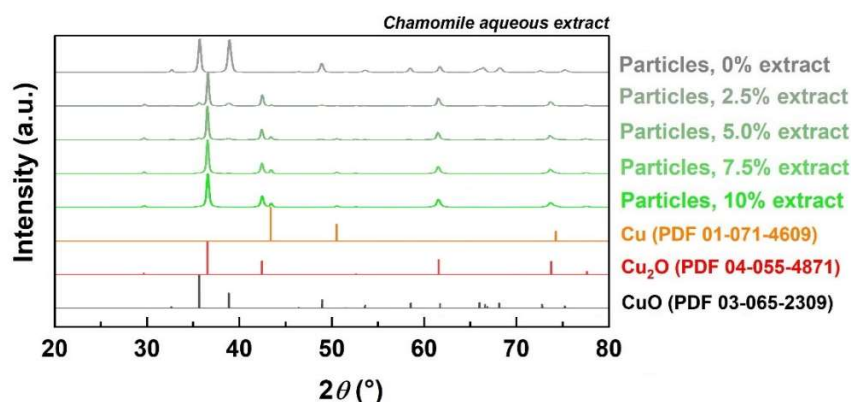 Chamomile aqueous extract
Intensity (a.u.)
Particles, 0% extract
Particles, 2.5% extract
Particles, 5.0% extract
Particles, 7.5% extract
Particles, 10% extract
Cu (PDF 01-071-4609)
Cu₂O (PDF 04-055-4871)
CuO (PDF 03-065-2309)
20 30 40 50 60 70 80
2θ (°)